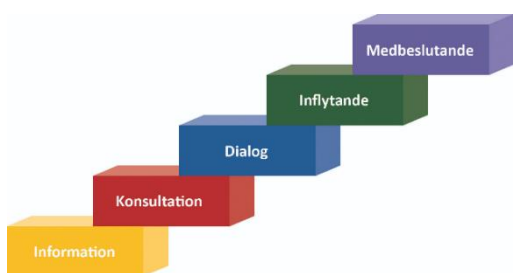 Medbeslutande
Inflytande
Dialog
Konsultation
Information